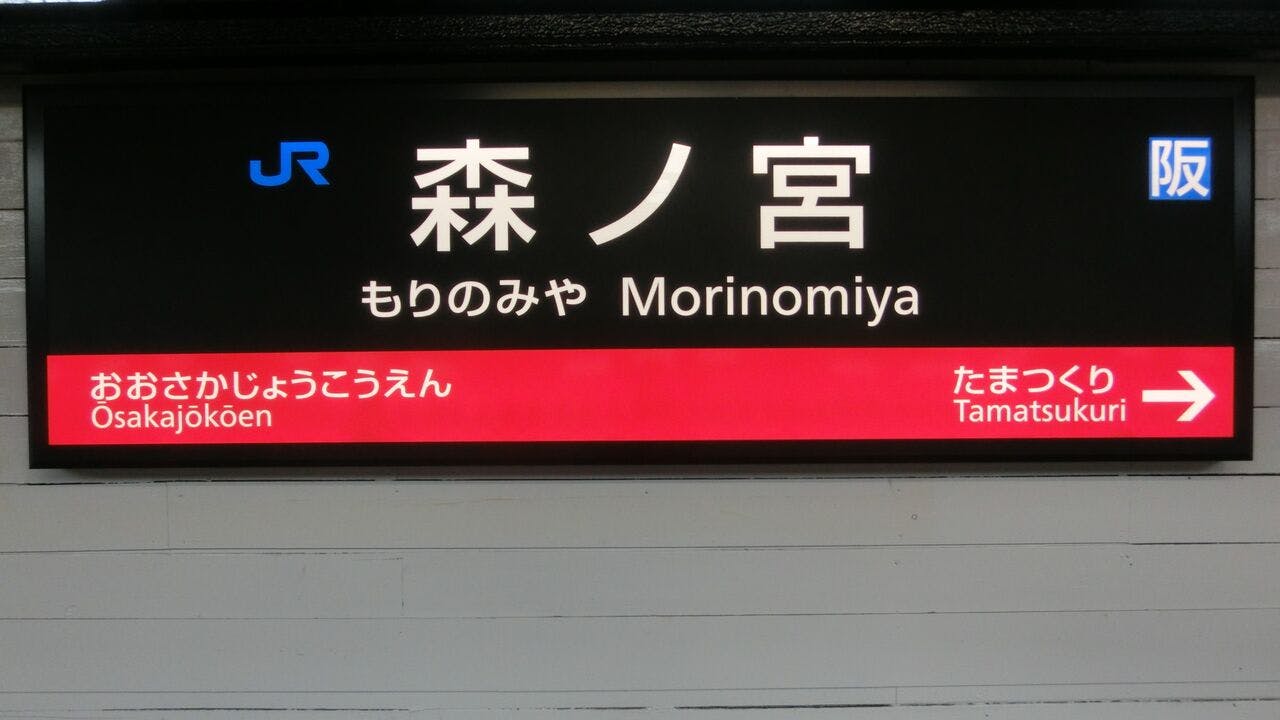 JR 森ノ宮 阪
もりのみや Morinomiya
おおさかじょうこうえん たまつくり →
Ōsakajōkōen Tamatsukuri